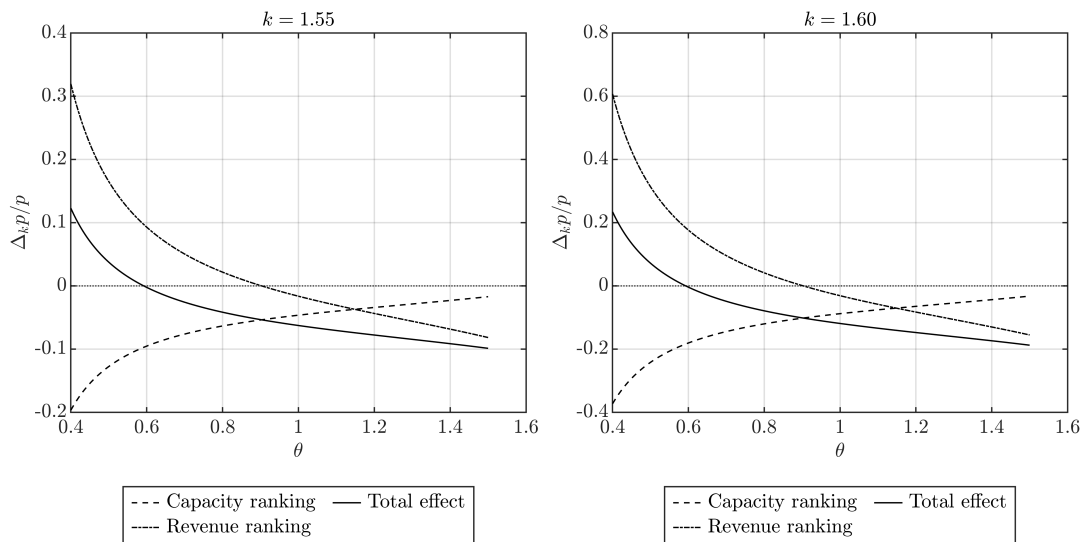 k = 1.55
0.4
0.3
0.2
0.1
0
-0.1
-0.2
Δₖp/p
0.4 0.6 0.8 1 1.2 1.4 1.6
θ
Capacity ranking Total effect
Revenue ranking
k = 1.60
0.8
0.6
0.4
0.2
0
-0.2
-0.4
Δₖp/p
0.4 0.6 0.8 1 1.2 1.4 1.6
θ
Capacity ranking Total effect
Revenue ranking